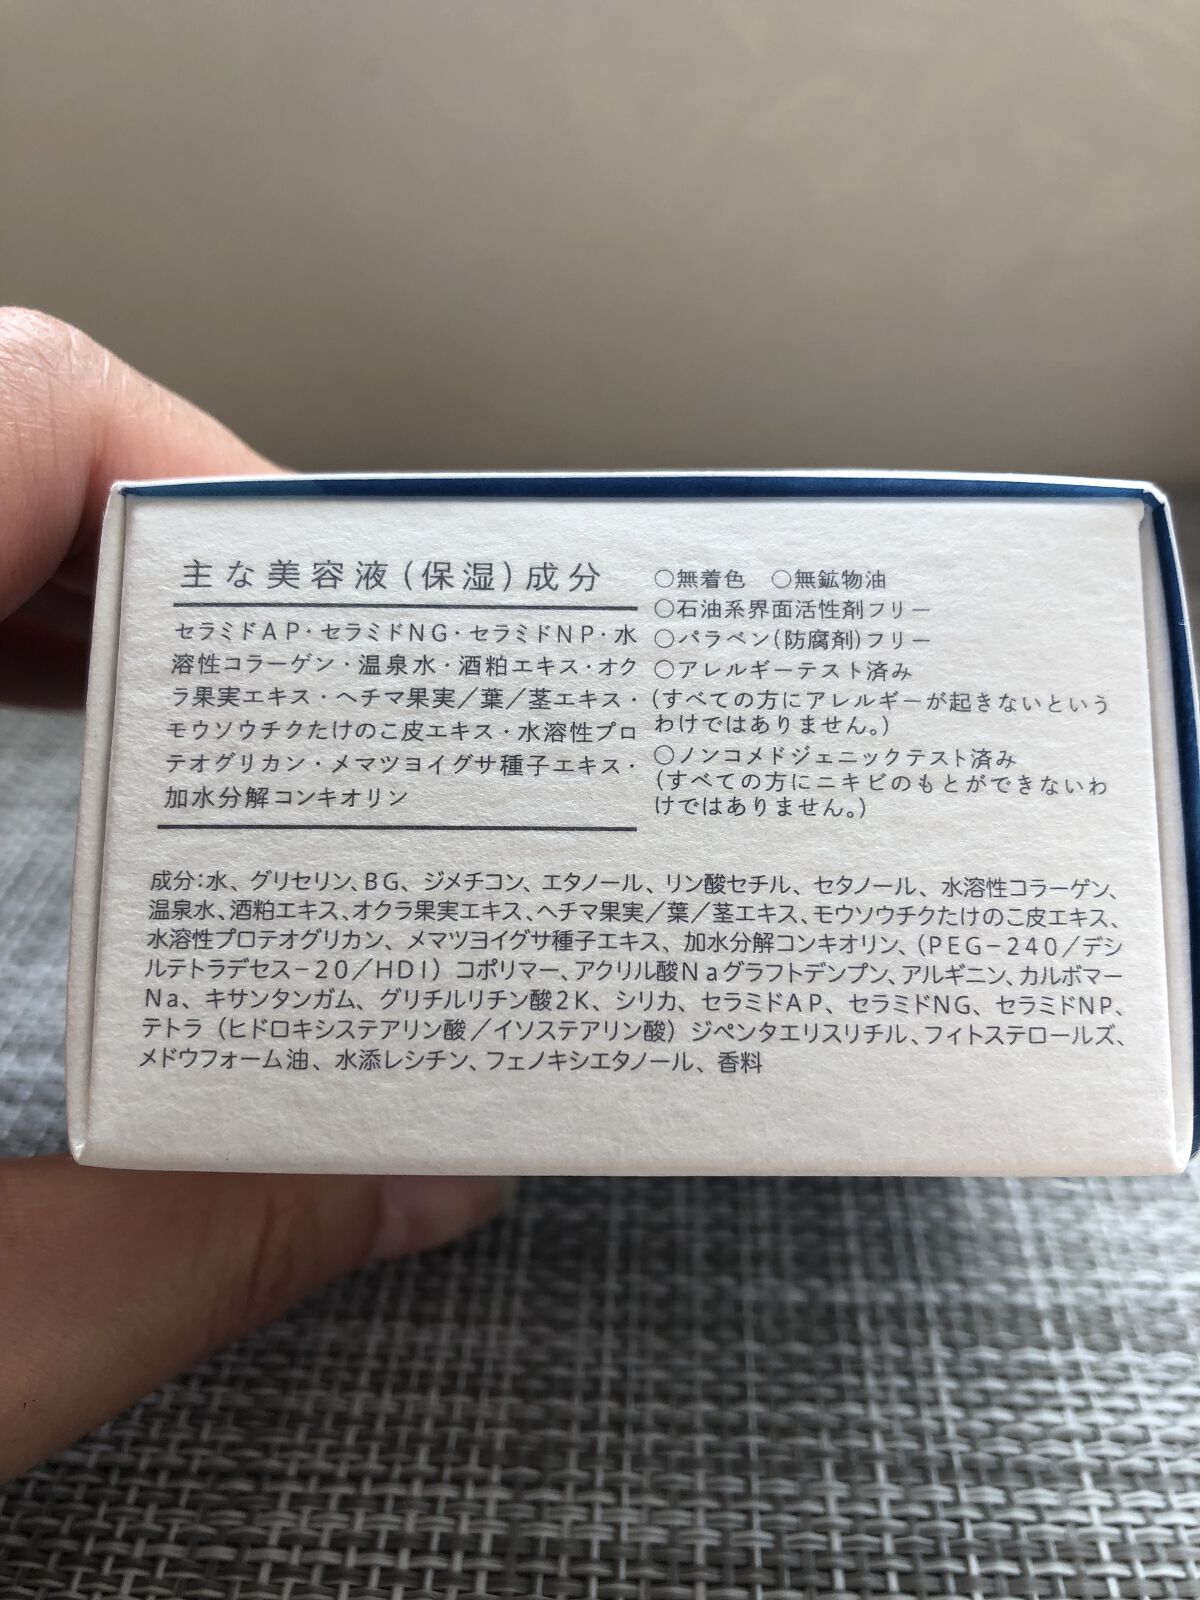 主な美容液(保湿)成分
セラミドAP・セラミドNG・セラミドNP・水
溶性コラーゲン・温泉水・酒粕エキス・オク
ラ果実エキス・ヘチマ果実／葉／茎エキス・
モウソウチクたけのこ皮エキス・水溶性プロ
テオグリカン・メマツヨイグサ種子エキス・
加水分解コンキオリン
○無着色　○無鉱物油
○石油系界面活性剤フリー
○パラベン(防腐剤)フリー
○アレルギーテスト済み
(すべての方にアレルギーが起きないという
わけではありません。)
○ノンコメドジェニックテスト済み
(すべての方にニキビのもとができないわ
けではありません。)
成分:水、グリセリン、BG、ジメチコン、エタノール、リン酸セチル、セタノール、水溶性コラーゲン、
温泉水、酒粕エキス、オクラ果実エキス、ヘチマ果実／葉／茎エキス、モウソウチクたけのこ皮エキス、
水溶性プロテオグリカン、メマツヨイグサ種子エキス、加水分解コンキオリン、(PEG-240／デシ
ルテトラデセス-20／HDI）コポリマー、アクリル酸Naグラフトデンプン、アルギニン、カルボマー
Na、キサンタンガム、グリチルリチン酸2K、シリカ、セラミドAP、セラミドNG、セラミドNP、
テトラ（ヒドロキシステアリン酸／イソステアリン酸）ジペンタエリスリチル、フィトステロールズ、
メドウフォーム油、水添レシチン、フェノキシエタノール、香料